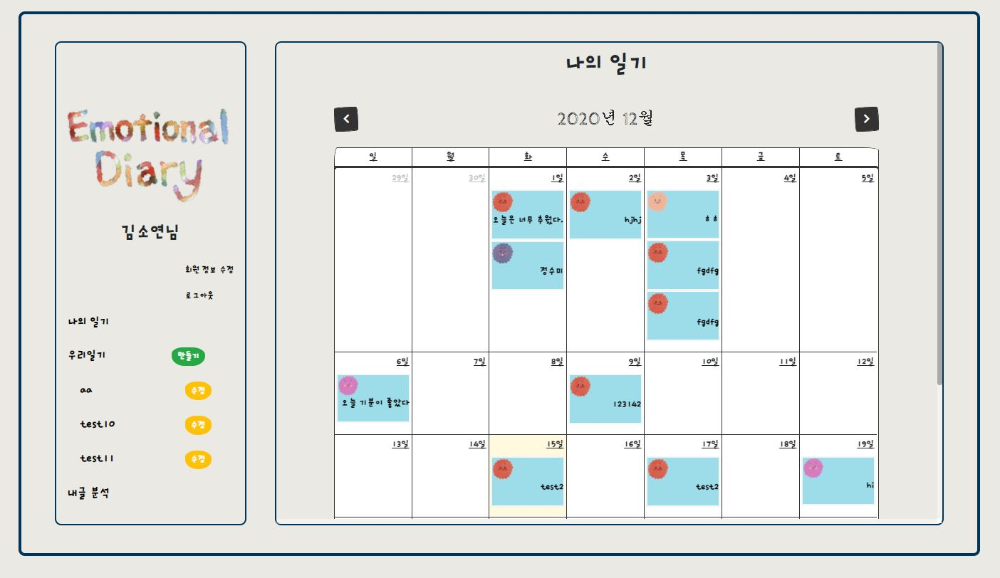 Emotional
Diary
김소연님
회원 정보 수정
로그아웃
나의 일기
우리일기 만들기
aa 수정
test10 수정
test11 수정
내글 분석
나의 일기
2020년 12월
일 월 화 수 목 금 토
29일 30일 1일 2일 3일 4일 5일
오늘은 너무 추웠다. hjhj ㅎㅎ
정수미 fgdfg
fgdfg
6일 7일 8일 9일 10일 11일 12일
오늘 기분이 좋았다 123142
13일 14일 15일 16일 17일 18일 19일
test2 test2 hi